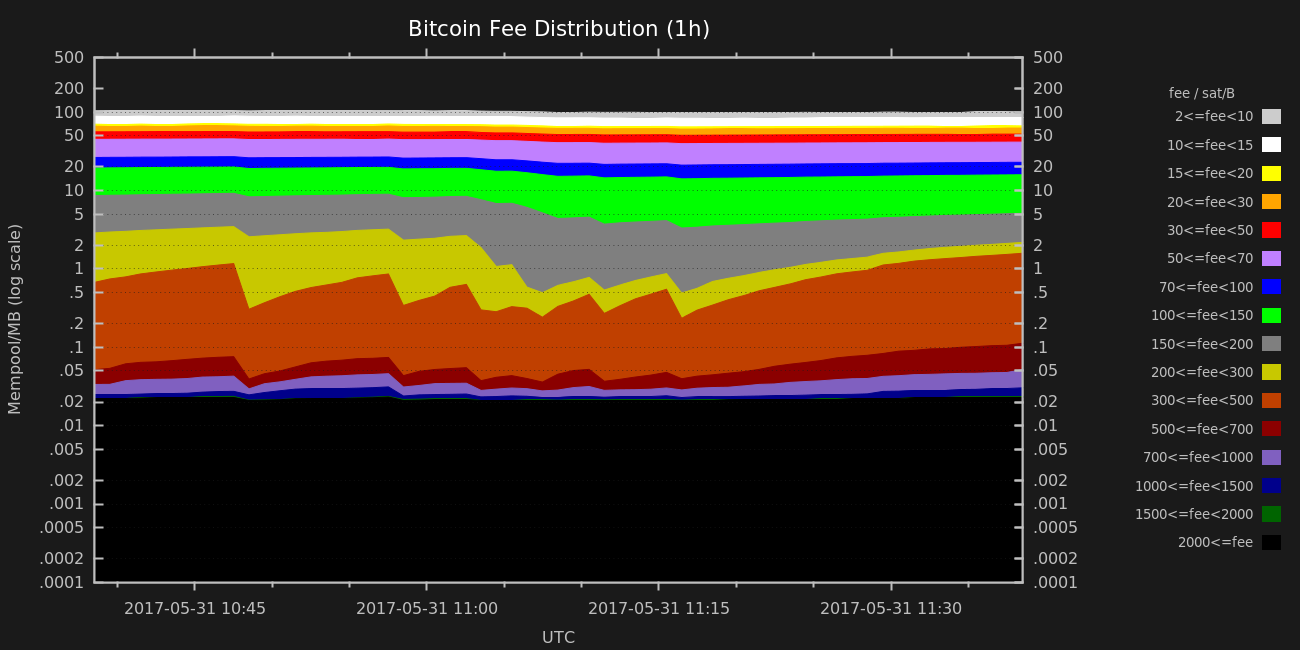 Bitcoin Fee Distribution (1h)
Mempool/MB (log scale)
500
200
100
50
20
10
5
2
1
.5
.2
.1
.05
.02
.01
.005
.002
.001
.0005
.0002
.0001
500
200
100
50
20
10
5
2
1
.5
.2
.1
.05
.02
.01
.005
.002
.001
.0005
.0002
.0001
2017-05-31 10:45
2017-05-31 11:00
2017-05-31 11:15
2017-05-31 11:30
UTC
fee / sat/B
2<=fee<10
10<=fee<15
15<=fee<20
20<=fee<30
30<=fee<50
50<=fee<70
70<=fee<100
100<=fee<150
150<=fee<200
200<=fee<300
300<=fee<500
500<=fee<700
700<=fee<1000
1000<=fee<1500
1500<=fee<2000
2000<=fee